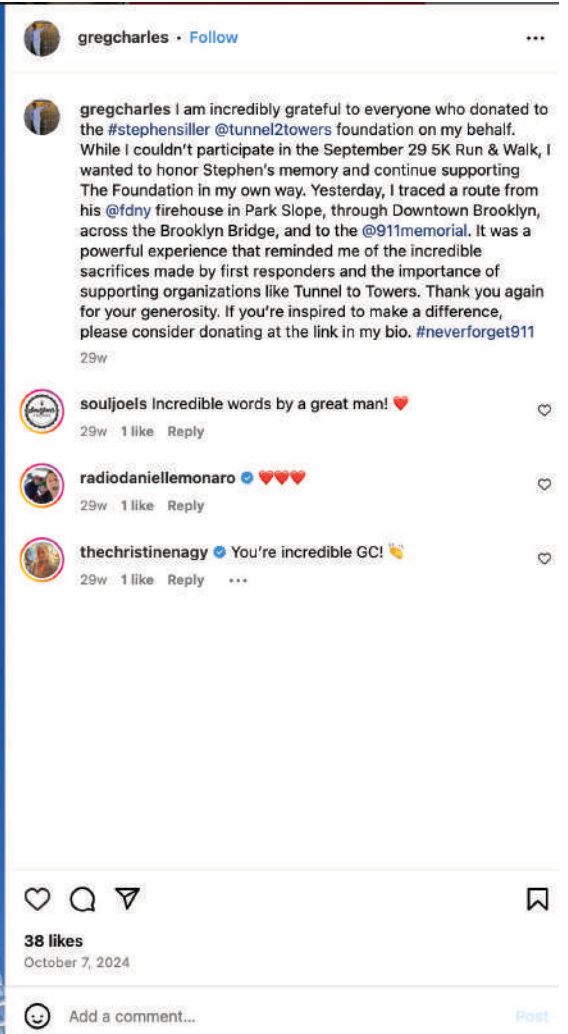 gregcharles • Follow
gregcharles I am incredibly grateful to everyone who donated to
the #stephensiller @tunnel2towers foundation on my behalf.
While I couldn't participate in the September 29 5K Run & Walk, I
wanted to honor Stephen's memory and continue supporting
The Foundation in my own way. Yesterday, I traced a route from
his @fdny firehouse in Park Slope, through Downtown Brooklyn,
across the Brooklyn Bridge, and to the @911memorial. It was a
powerful experience that reminded me of the incredible
sacrifices made by first responders and the importance of
supporting organizations like Tunnel to Towers. Thank you again
for your generosity. If you're inspired to make a difference,
please consider donating at the link in my bio. #neverforget911
29w
souljoels Incredible words by a great man! ❤️
29w 1 like Reply
radiodaniellemonaro ❤️❤️❤️
29w 1 like Reply
thechristinenagy You're incredible GC! 👏
29w 1 like Reply
38 likes
October 7, 2024
Add a comment...
Post